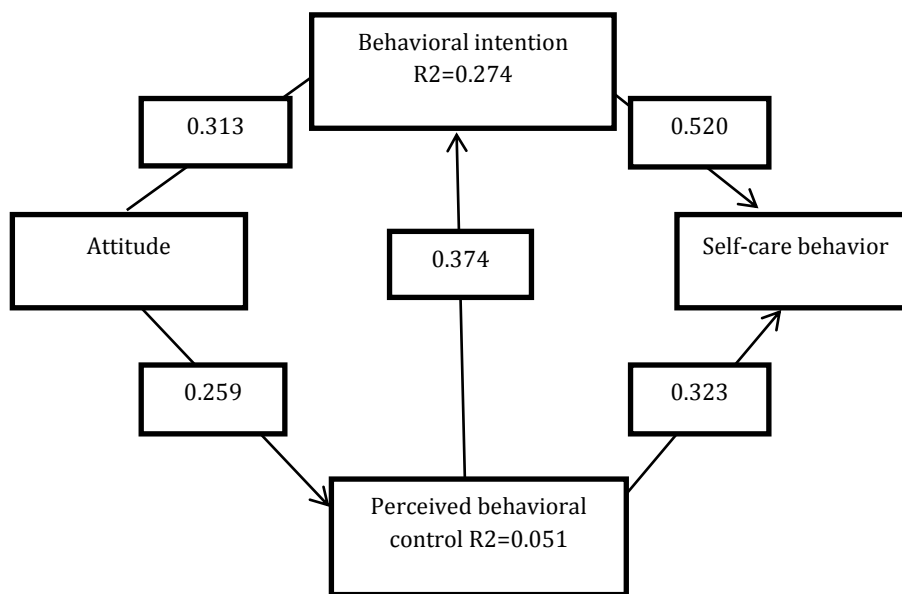 Behavioral intention
R2=0.274
0.313
0.520
Attitude
0.374
Self-care behavior
0.259
0.323
Perceived behavioral
control R2=0.051